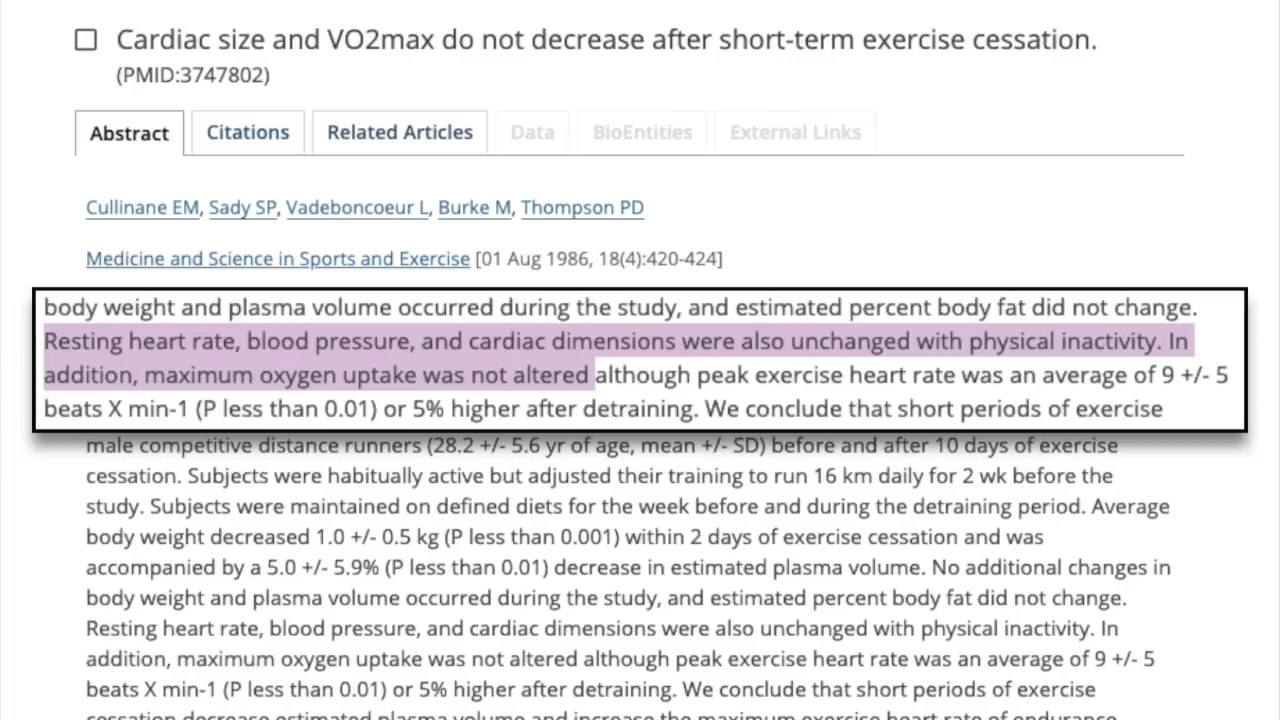 Cardiac size and VO2max do not decrease after short-term exercise cessation.
(PMID:3747802)
Abstract
Citations
Related Articles
Data
BioEntities
External Links
Cullinane EM, Sady SP, Vadeboncoeur L, Burke M, Thompson PD
Medicine and Science in Sports and Exercise [01 Aug 1986, 18(4):420-424]
body weight and plasma volume occurred during the study, and estimated percent body fat did not change.
Resting heart rate, blood pressure, and cardiac dimensions were also unchanged with physical inactivity. In
addition, maximum oxygen uptake was not altered although peak exercise heart rate was an average of 9 +/- 5
beats X min-1 (P less than 0.01) or 5% higher after detraining. We conclude that short periods of exercise
male competitive distance runners (28.2 +/- 5.6 yr of age, mean +/- SD) before and after 10 days of exercise
cessation. Subjects were habitually active but adjusted their training to run 16 km daily for 2 wk before the
study. Subjects were maintained on defined diets for the week before and during the detraining period. Average
body weight decreased 1.0 +/- 0.5 kg (P less than 0.001) within 2 days of exercise cessation and was
accompanied by a 5.0 +/- 5.9% (P less than 0.01) decrease in estimated plasma volume. No additional changes in
body weight and plasma volume occurred during the study, and estimated percent body fat did not change.
Resting heart rate, blood pressure, and cardiac dimensions were also unchanged with physical inactivity. In
addition, maximum oxygen uptake was not altered although peak exercise heart rate was an average of 9 +/- 5
beats X min-1 (P less than 0.01) or 5% higher after detraining. We conclude that short periods of exercise
cessation decrease estimated plasma volume and increase the maximum exercise heart rate of endurance